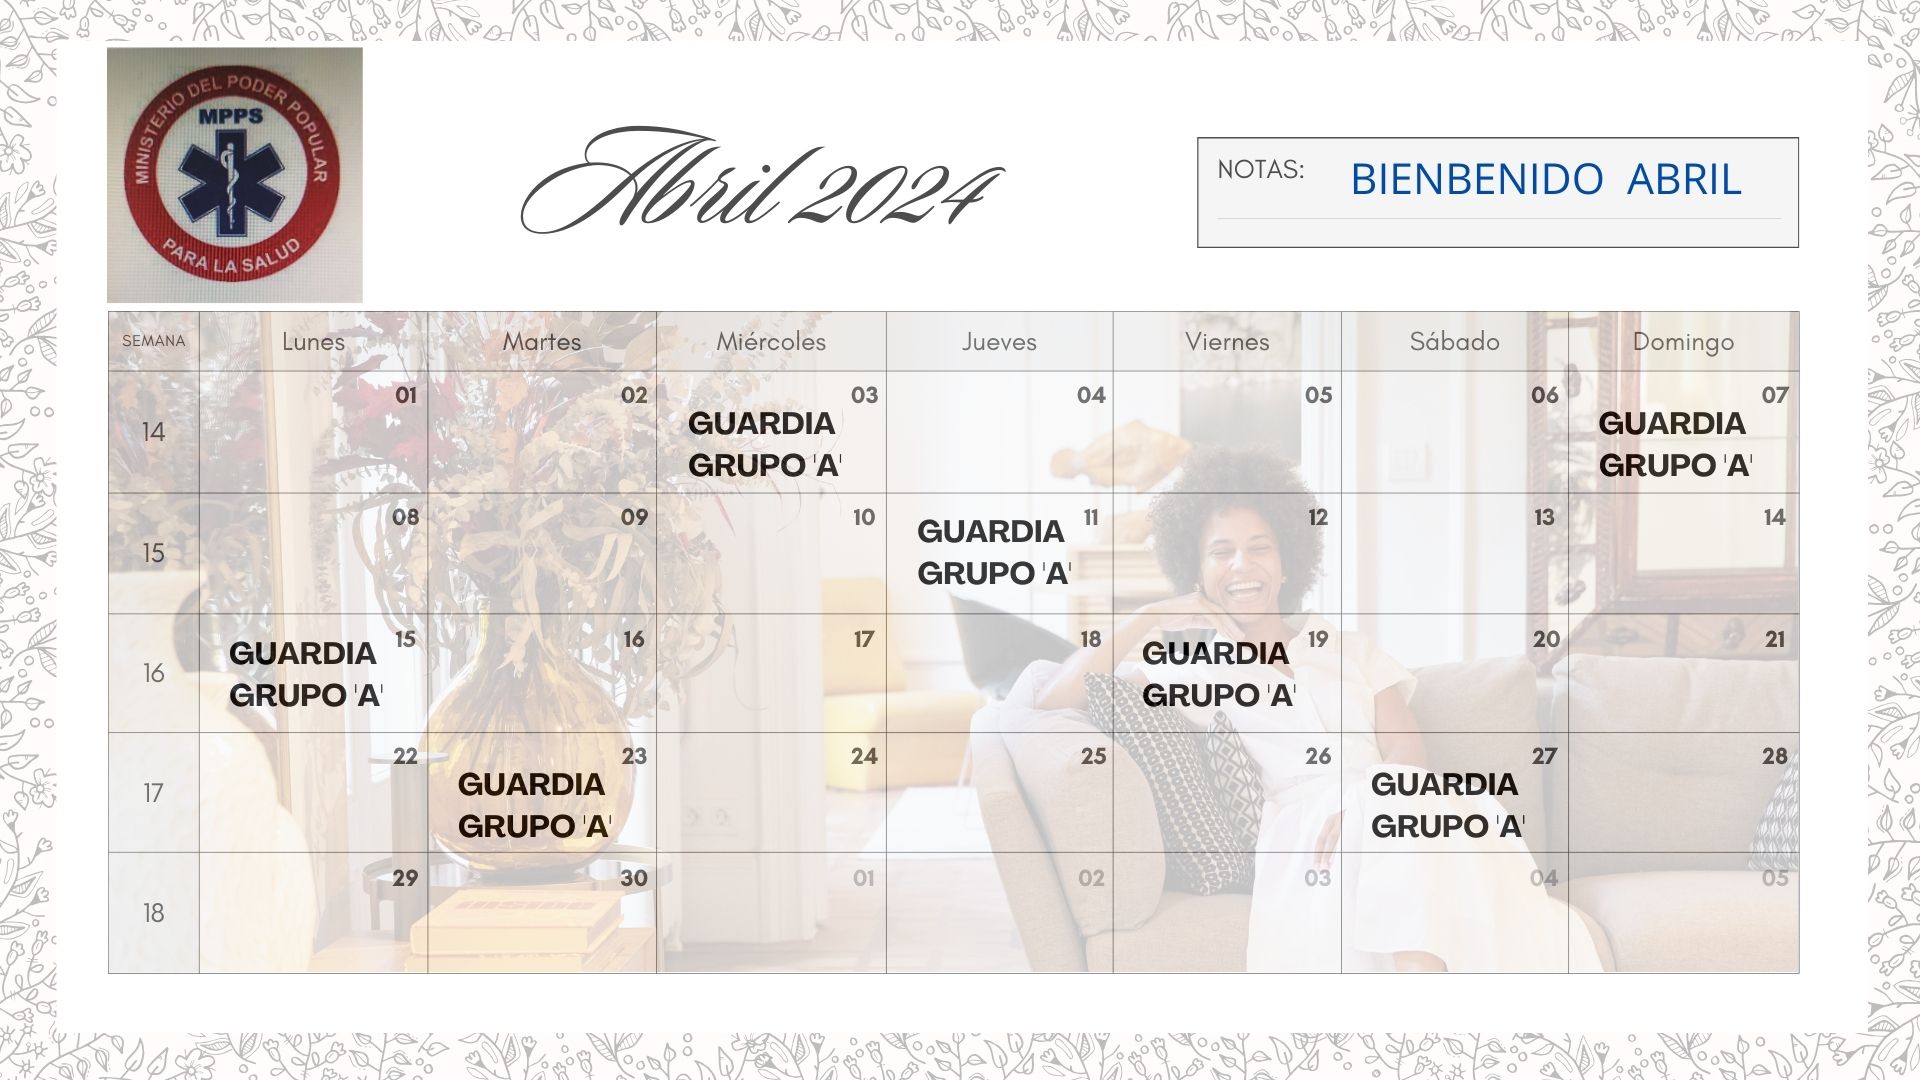 MINISTERIO DEL PODER POPULAR
MPPS
PARA LA SALUD
Abril 2024
NOTAS: BIENBENIDO ABRIL
SEMANA Lunes Martes Miércoles Jueves Viernes Sábado Domingo
14 01 02 03 04 05 06 07
GUARDIA GUARDIA
GRUPO 'A' GRUPO 'A'
15 08 09 10 11 12 13 14
GUARDIA
GRUPO 'A'
16 15 16 17 18 19 20 21
GUARDIA GUARDIA
GRUPO 'A' GRUPO 'A'
17 22 23 24 25 26 27 28
GUARDIA GUARDIA
GRUPO 'A' GRUPO 'A'
18 29 30 01 02 03 04 05